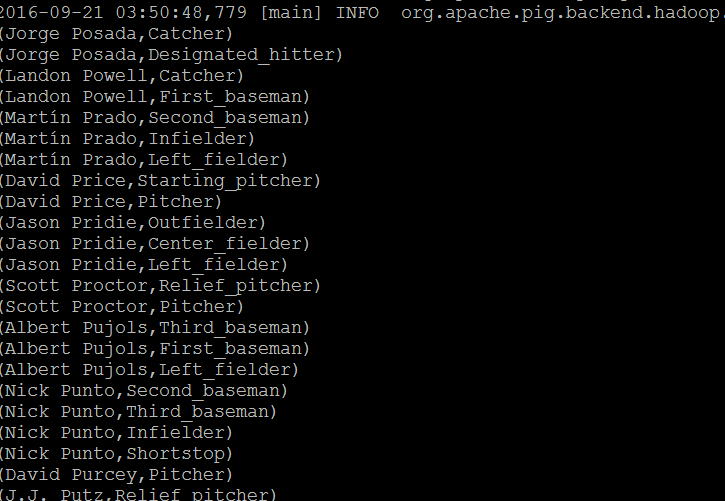 2016-09-21 03:50:48,779 [main] INFO  org.apache.pig.backend.hadoop.
(Jorge Posada,Catcher)
(Jorge Posada,Designated_hitter)
(Landon Powell,Catcher)
(Landon Powell,First_baseman)
(Martín Prado,Second_baseman)
(Martín Prado,Infielder)
(Martín Prado,Left_fielder)
(David Price,Starting_pitcher)
(David Price,Pitcher)
(Jason Pridie,Outfielder)
(Jason Pridie,Center_fielder)
(Jason Pridie,Left_fielder)
(Scott Proctor,Relief_pitcher)
(Scott Proctor,Pitcher)
(Albert Pujols,Third_baseman)
(Albert Pujols,First_baseman)
(Albert Pujols,Left_fielder)
(Nick Punto,Second_baseman)
(Nick Punto,Third_baseman)
(Nick Punto,Infielder)
(Nick Punto,Shortstop)
(David Purcey,Pitcher)
(J.J. Putz,Relief_pitcher)